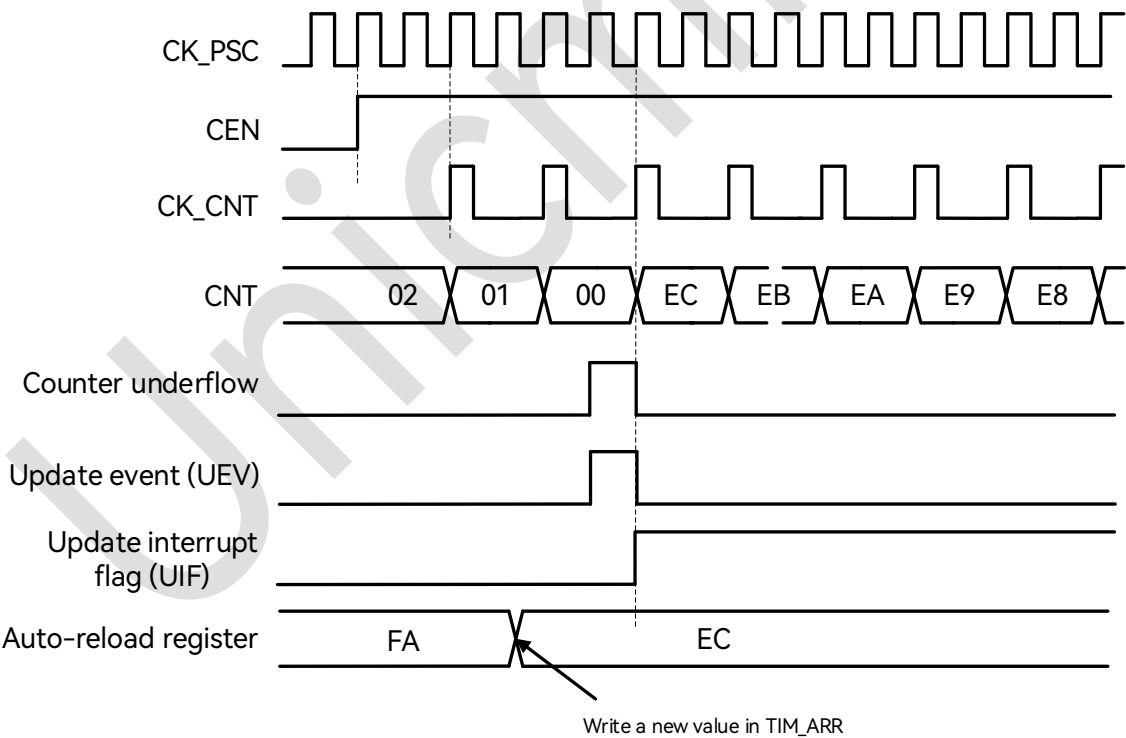 CK_PSC
CEN
CK_CNT
CNT 02 01 00 EC EB EA E9 E8
Counter underflow
Update event (UEV)
Update interrupt
flag (UIF)
Auto-reload register FA EC
Write a new value in TIM_ARR